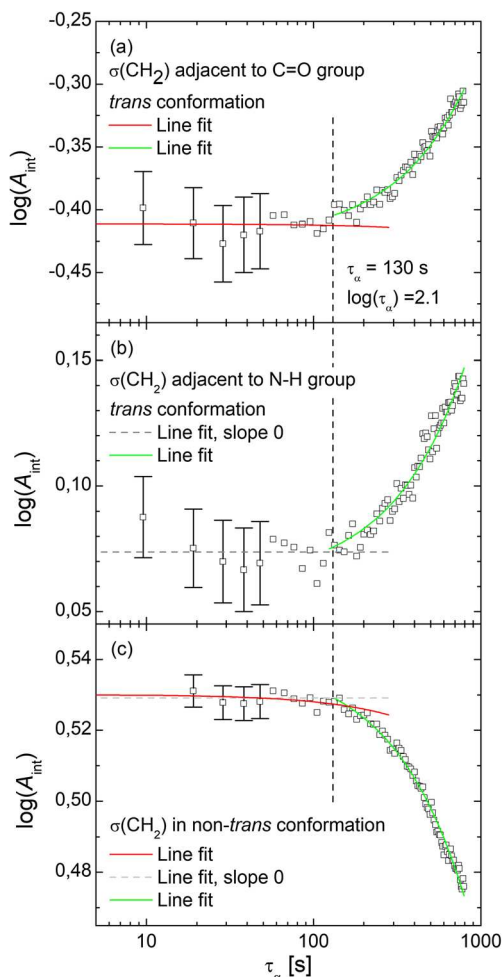 -0,25
(a)
σ(CH₂) adjacent to C=O group
-0,30
trans conformation
Line fit
Line fit
-0,35
log(A_int)
-0,40
-0,45
τ_α = 130 s
log(τ_α) =2.1
(b)
0,15
σ(CH₂) adjacent to N-H group
trans conformation
Line fit, slope 0
Line fit
0,10
log(A_int)
0,05
(c)
0,54
0,52
log(A_int)
0,50
σ(CH₂) in non-trans conformation
Line fit
Line fit, slope 0
0,48
Line fit
10
100
1000
τ_α [s]